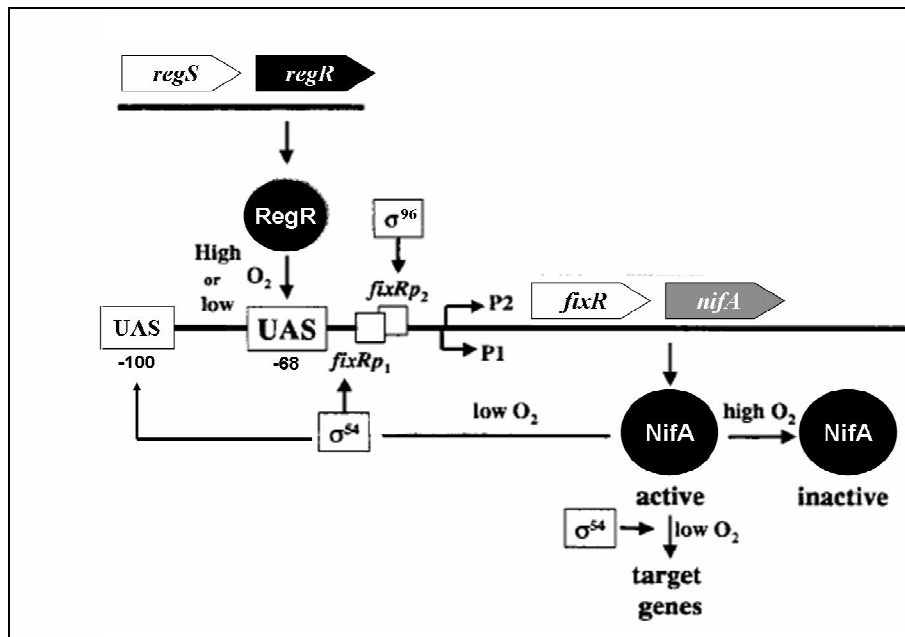 regS regR
RegR
σ⁹⁶
High
or O₂
low
fixRp₂
fixR nifA
P2
UAS UAS
P1
-100 -68
fixRp₁
low O₂
σ⁵⁴
NifA high O₂ NifA
active inactive
σ⁵⁴ low O₂
target
genes